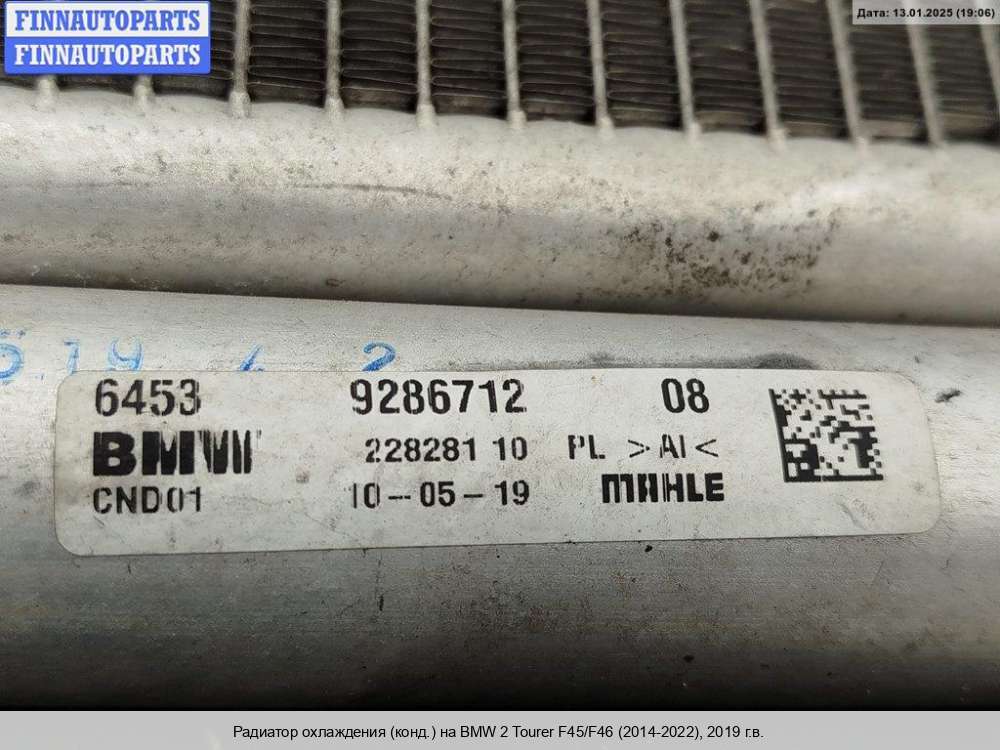 FINNAUTOPARTS
FINNAUTOPARTS
Дата: 13.01.2025 (19:06)
6453 9286712 08
BMW 228281 10 PL >Al<
CND01 10-05-19 MAHLE
Радиатор охлаждения (конд.) на BMW 2 Tourer F45/F46 (2014-2022), 2019 г.в.